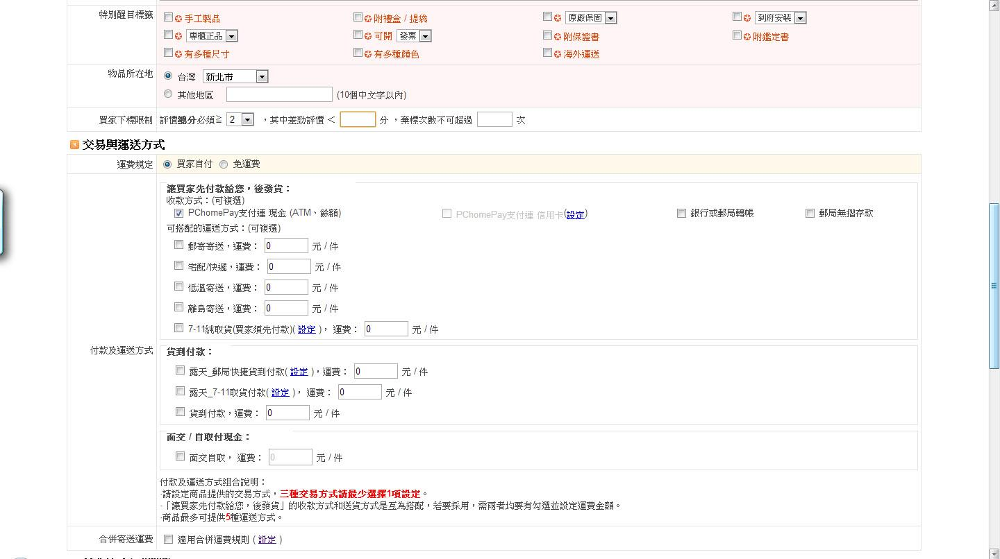 特別醒目標籤 手工製品 附禮盒 / 提袋 原廠保固 到府安裝
專櫃正品 可開 發票 附保證書 附鑑定書
有多種尺寸 有多種顏色 海外運送
物品所在地 台灣 新北市
其他地區 (10個中文字以內)
買家下標限制 評價總分必須≧ 2 ，其中差勁評價 < 分，棄標次數不可超過 次
3 交易與運送方式
運費規定 買家自付 免運費
讓買家先付款給您，後發貨：
收款方式：(可複選)
PChomePay支付連 現金 (ATM、餘額) PChomePay支付連 信用卡(設定) 銀行或郵局轉帳 郵局無摺存款
可搭配的運送方式：(可複選)
郵寄寄送，運費： 0 元 / 件
宅配/快遞，運費： 0 元 / 件
低溫寄送，運費： 0 元 / 件
離島寄送，運費： 0 元 / 件
7-11純取貨(買家須先付款)( 設定 )， 運費： 0 元 / 件
付款及運送方式
貨到付款：
露天_郵局快捷貨到付款( 設定 )，運費： 0 元 / 件
露天_7-11取貨付款( 設定 )， 運費： 0 元 / 件
貨到付款，運費： 0 元 / 件
面交 / 自取付現金：
面交自取， 運費： 0 元 / 件
付款及運送方式組合說明：
·請設定商品提供的交易方式，三種交易方式請最少選擇1項設定。
·「讓買家先付款給您，後發貨」的收款方式和送貨方式是互為搭配，若要採用，需兩者均要有勾選並設定運費金額。
·商品最多可提供5種運送方式。
合併寄送運費 適用合併運費規則 ( 設定 )